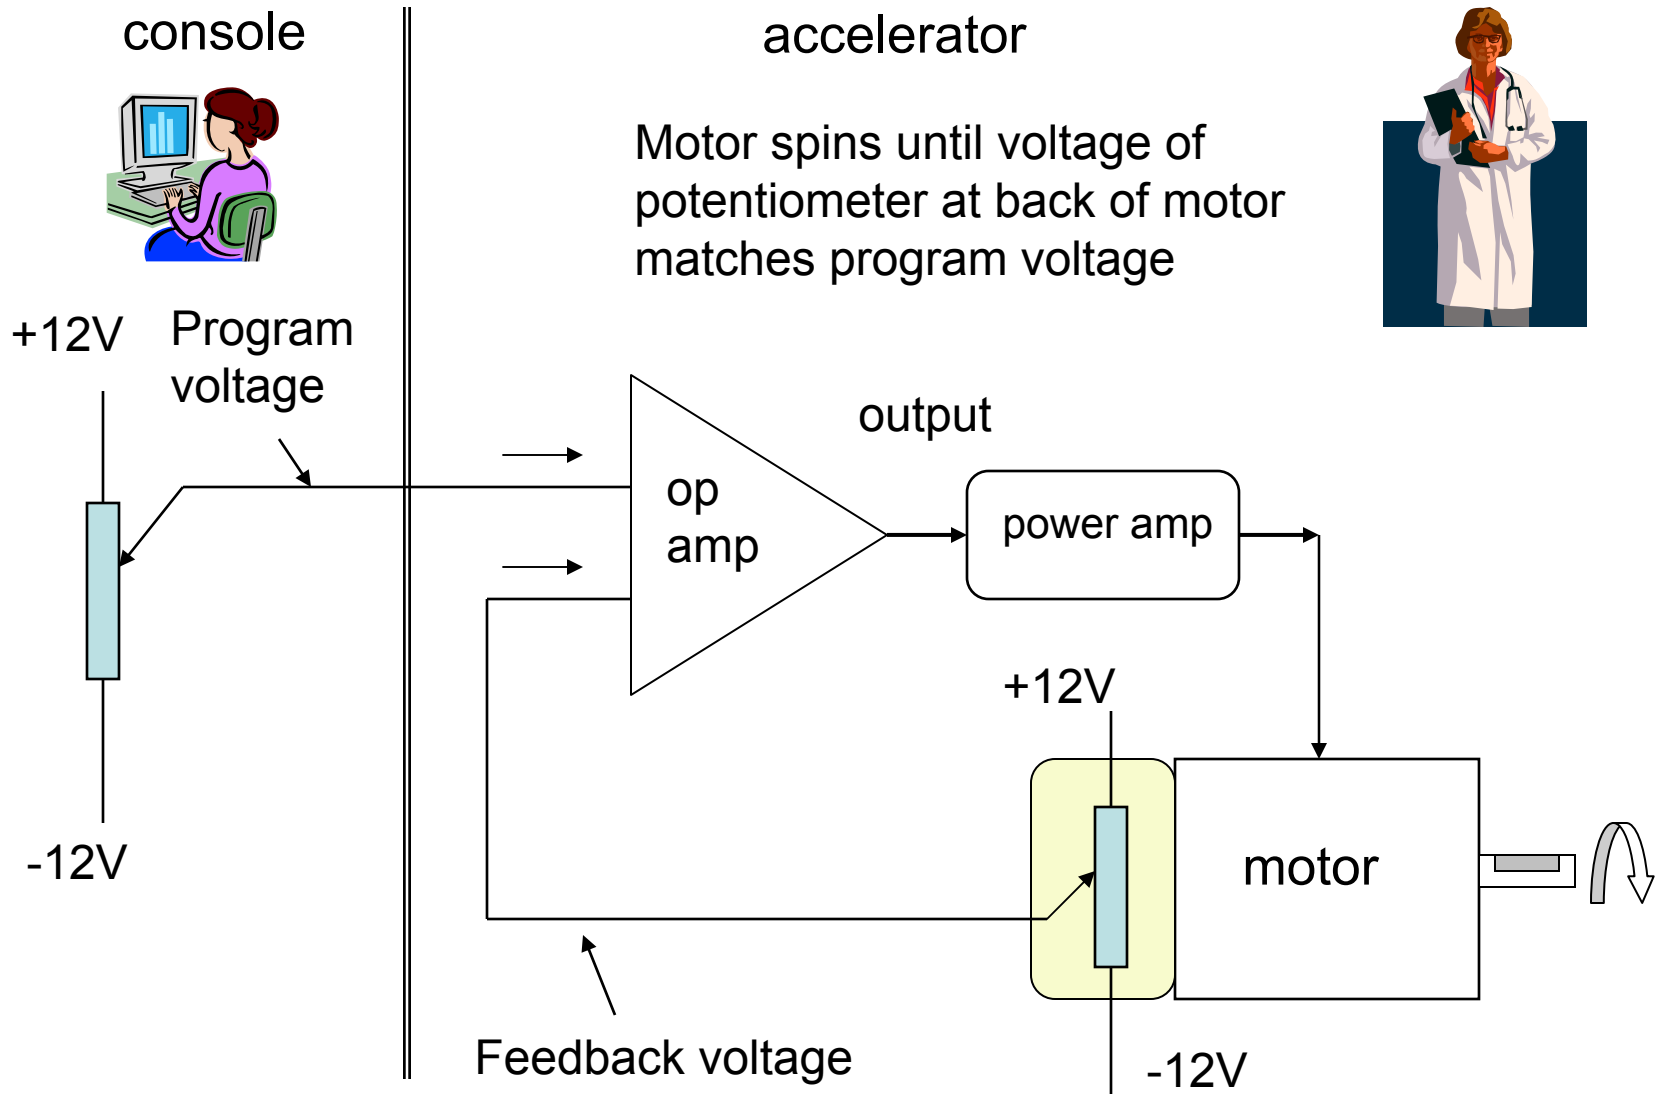 console
accelerator
Motor spins until voltage of
potentiometer at back of motor
matches program voltage
+12V
Program
voltage
output
op
amp
power amp
+12V
-12V
motor
Feedback voltage
-12V